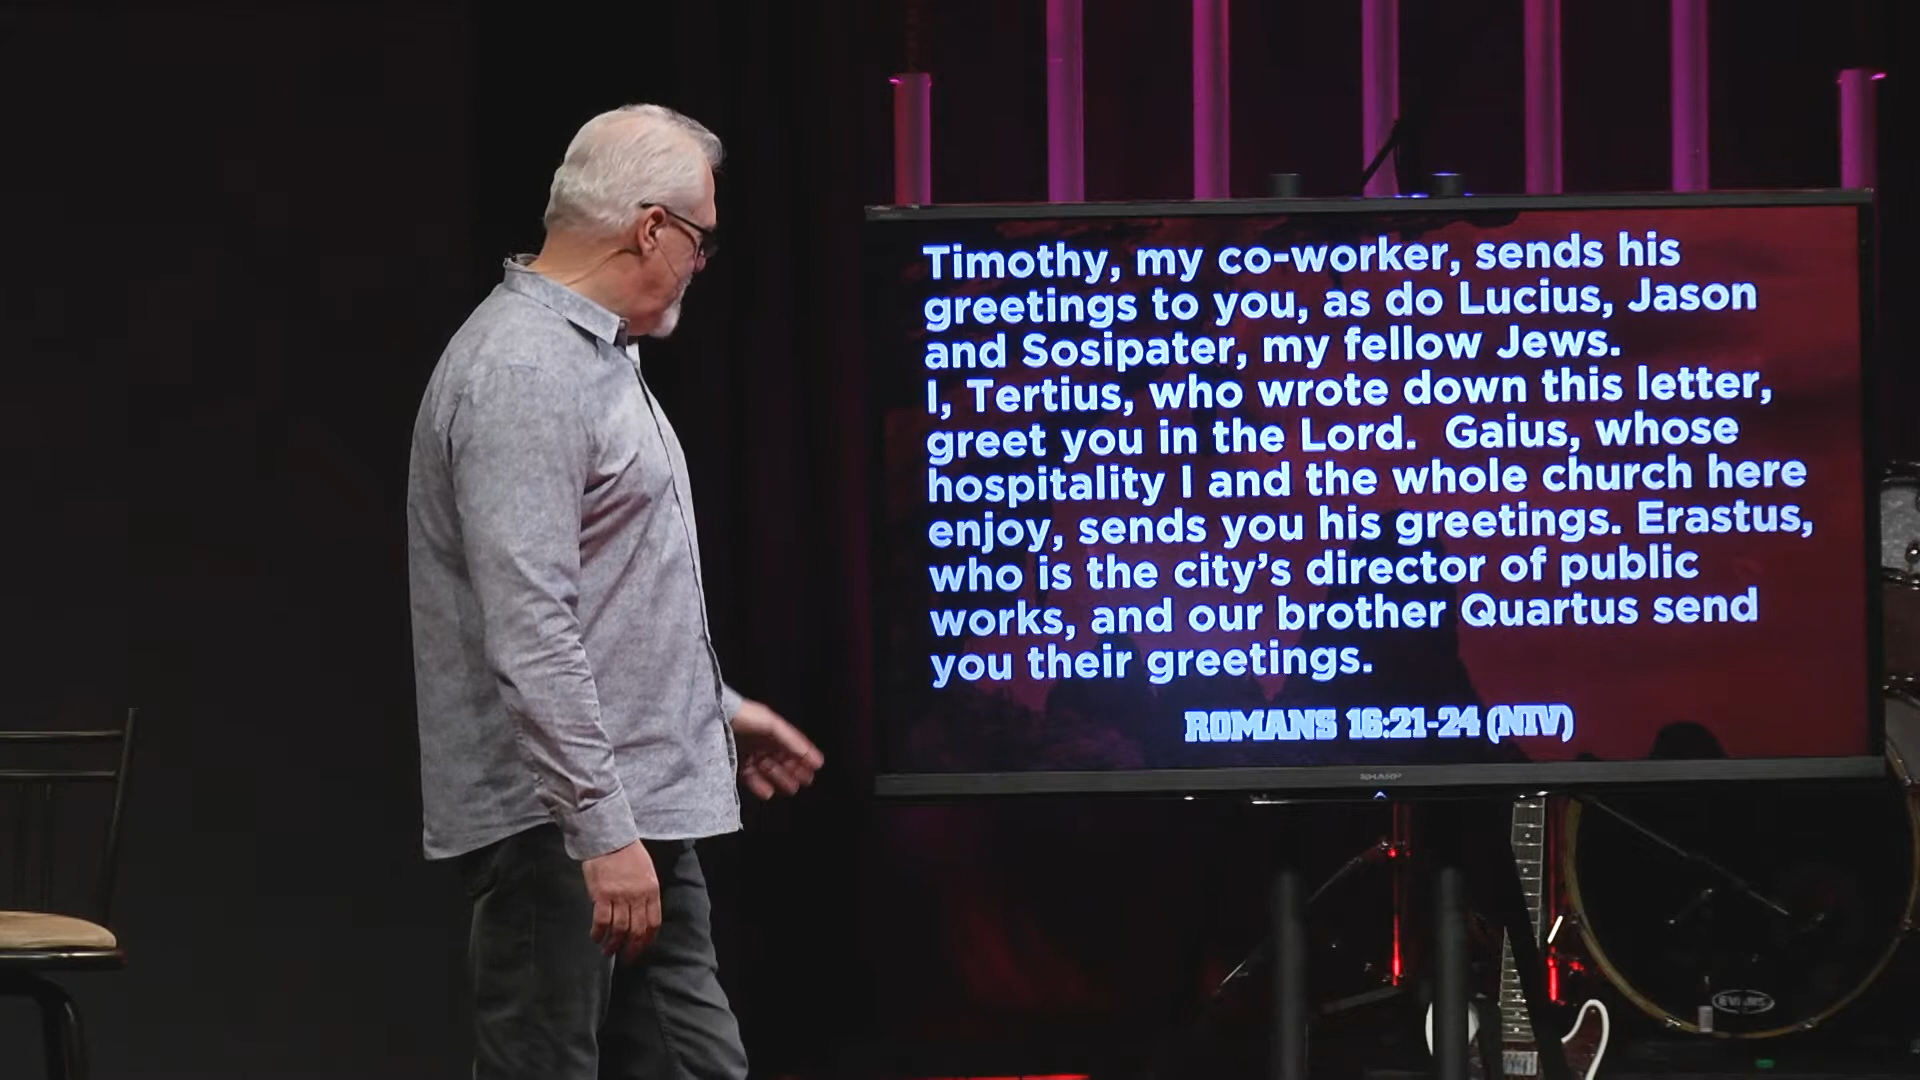 Timothy, my co-worker, sends his
greetings to you, as do Lucius, Jason
and Sosipater, my fellow Jews.
I, Tertius, who wrote down this letter,
greet you in the Lord.  Gaius, whose
hospitality I and the whole church here
enjoy, sends you his greetings. Erastus,
who is the city’s director of public
works, and our brother Quartus send
you their greetings.
ROMANS 16:21-24 (NIV)
SHARP
EVANS